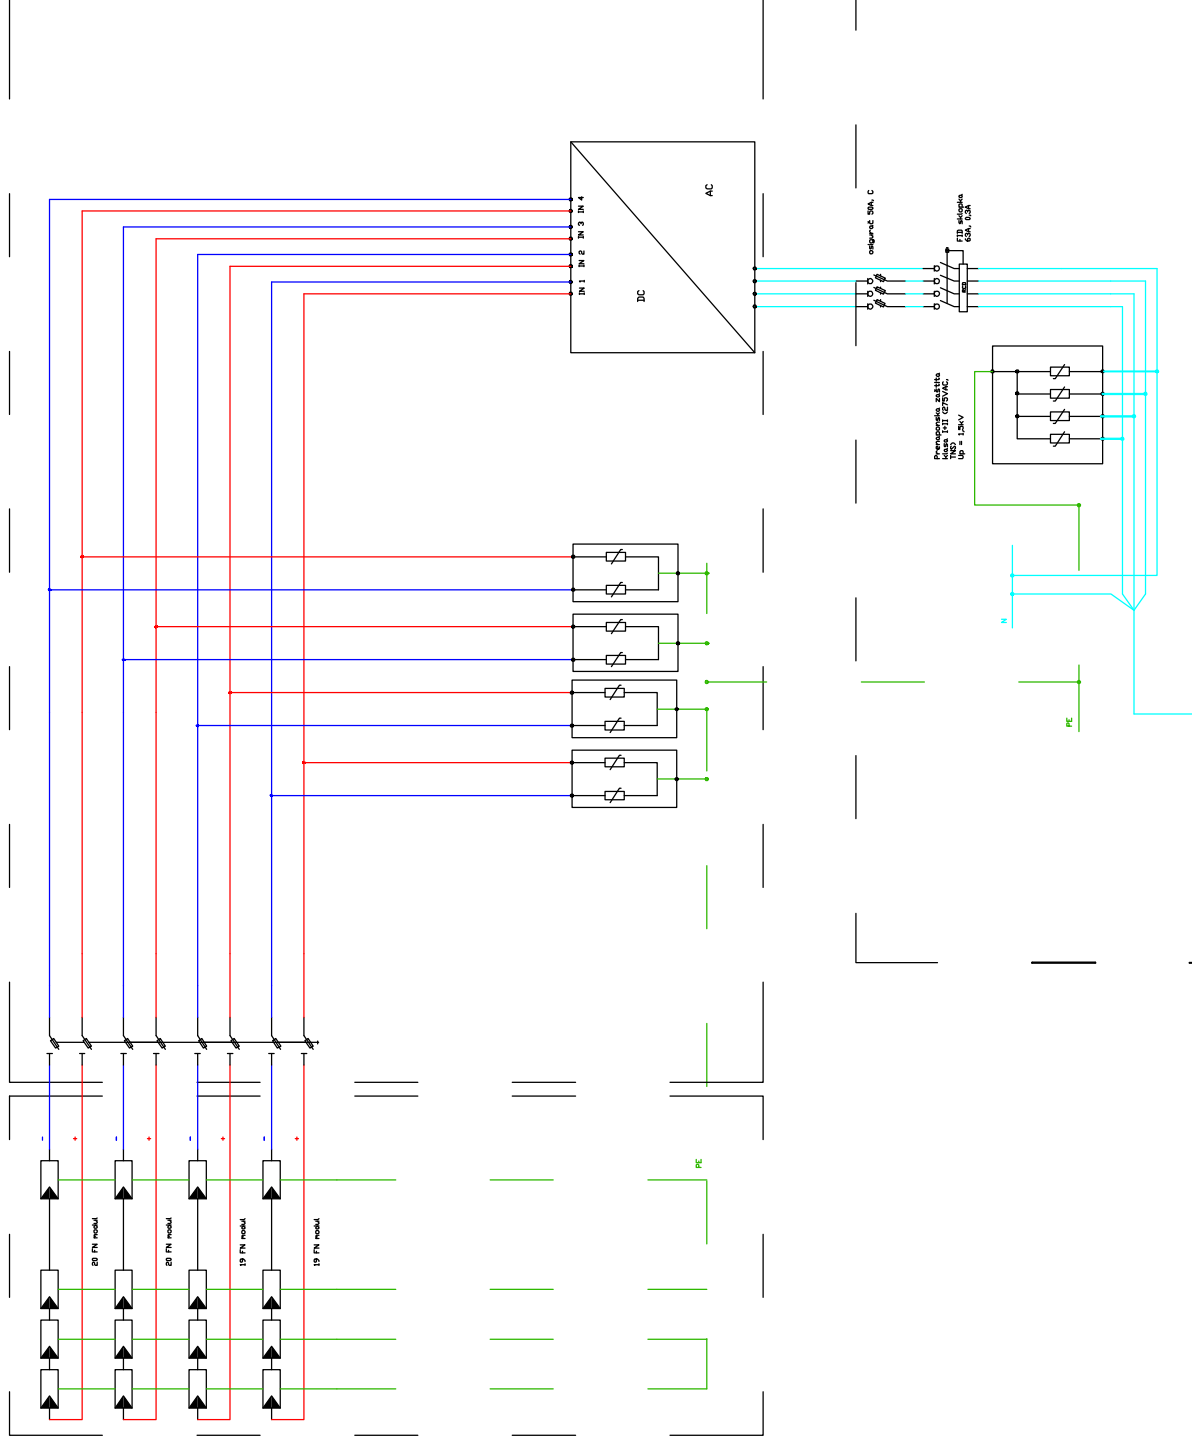 IN 4
IN 3
IN 2
IN 1
DC
AC
osigurač 50A, C
FID sklopka
63A, 0,3A
RCD
Prenaponska zaštita
klasa I+II (275VAC,
TNS)
Up = 1,5kV
N
PE
-
+
-
+
-
+
-
+
20 FN modul
20 FN modul
19 FN modul
19 FN modul
PE